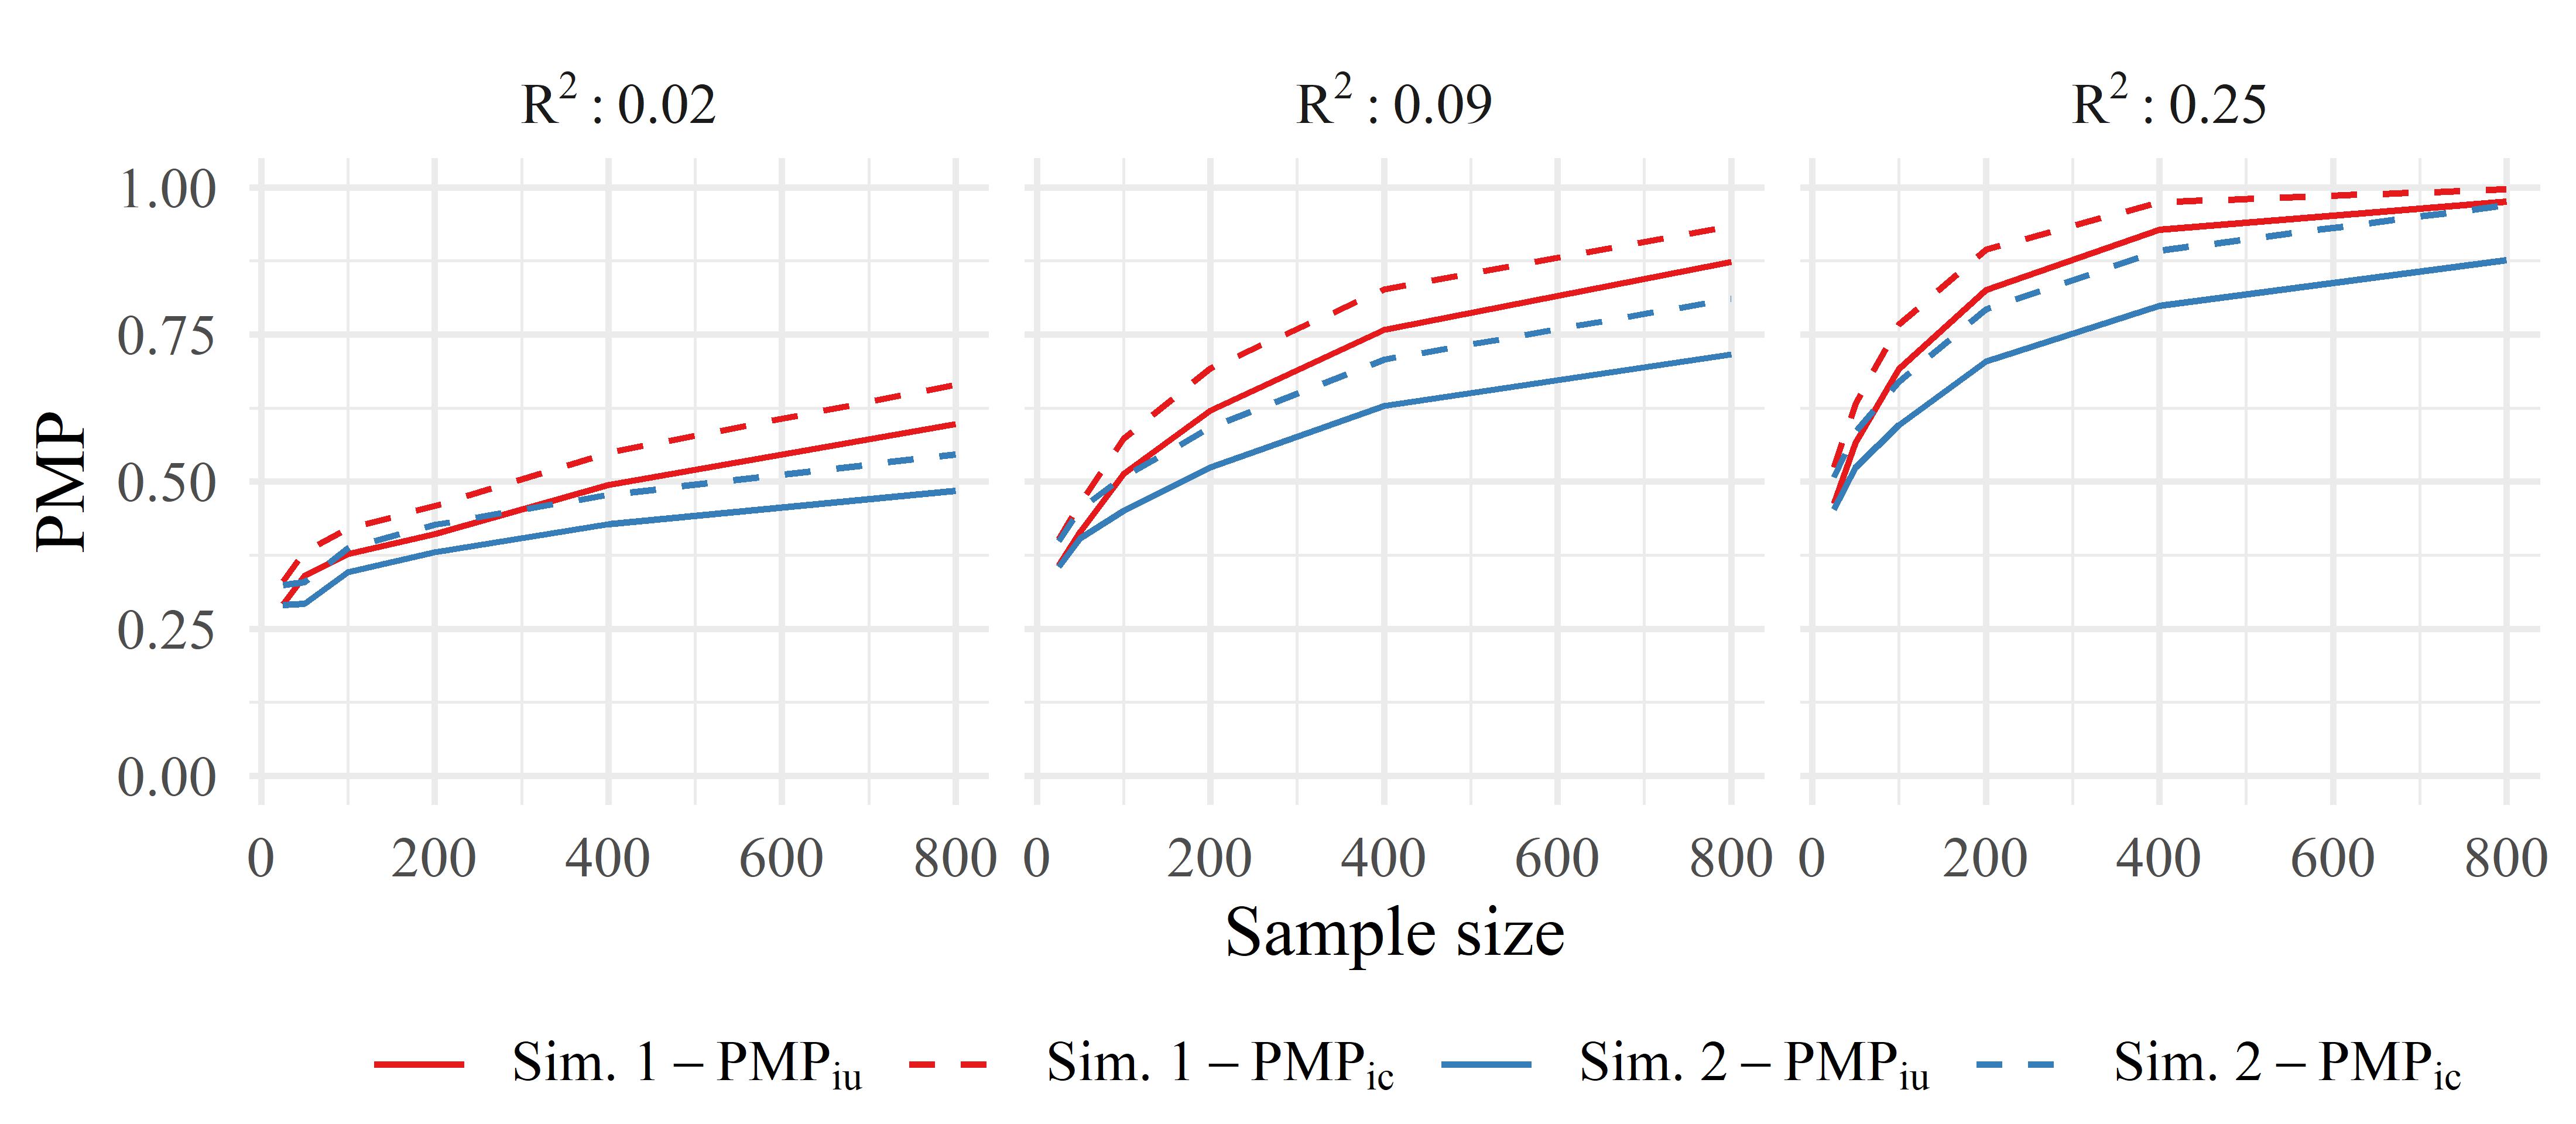 R² : 0.02 R² : 0.09 R² : 0.25
1.00
0.75
0.50
0.25
0.00
PMP
0 200 400 600 800 0 200 400 600 800 0 200 400 600 800
Sample size
Sim. 1 – PMPiu Sim. 1 – PMPic Sim. 2 – PMPiu Sim. 2 – PMPic